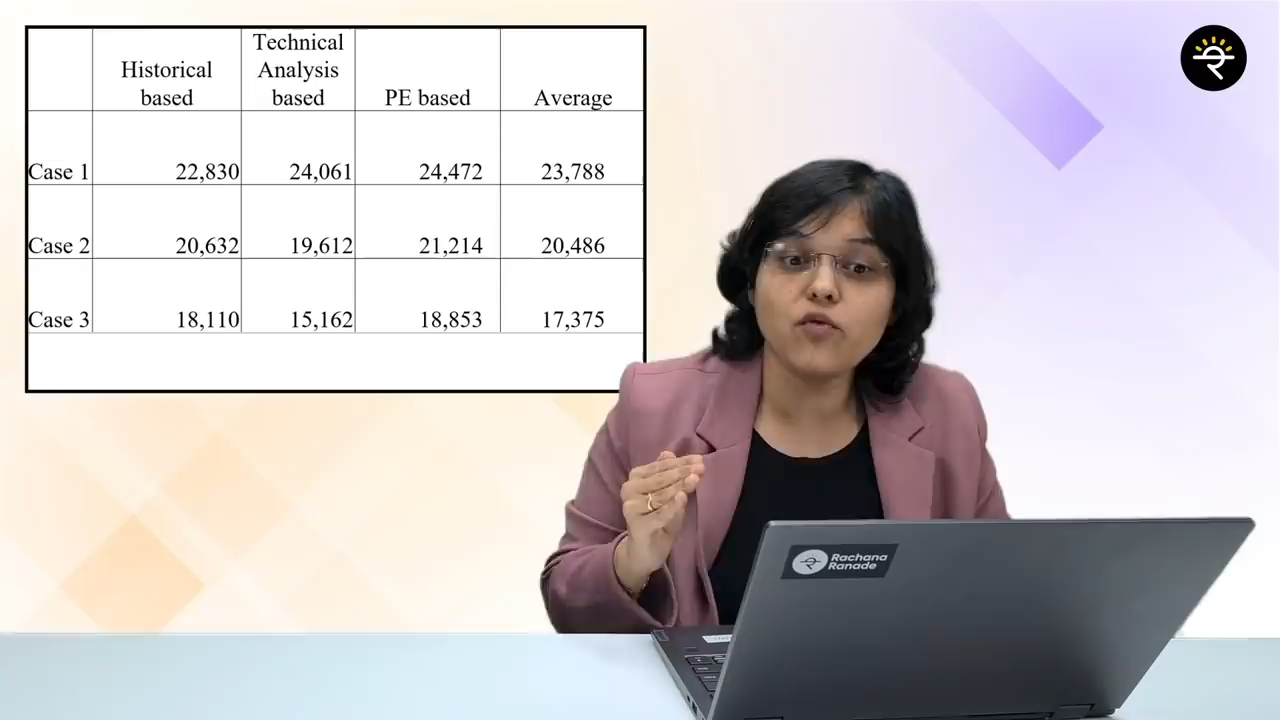 Historical based
Technical Analysis based
PE based
Average
Case 1 22,830 24,061 24,472 23,788
Case 2 20,632 19,612 21,214 20,486
Case 3 18,110 15,162 18,853 17,375
Rachana
Ranade